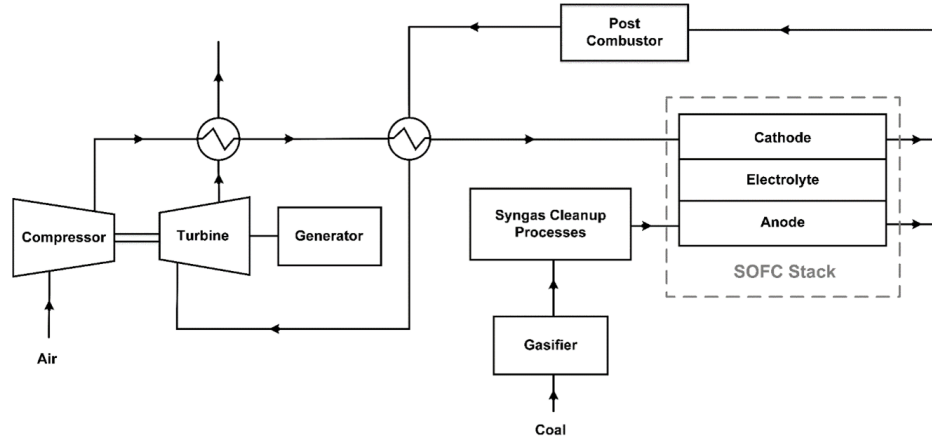 Post
Combustor
Cathode
Electrolyte
Anode
SOFC Stack
Syngas Cleanup
Processes
Compressor
Turbine
Generator
Gasifier
Air
Coal